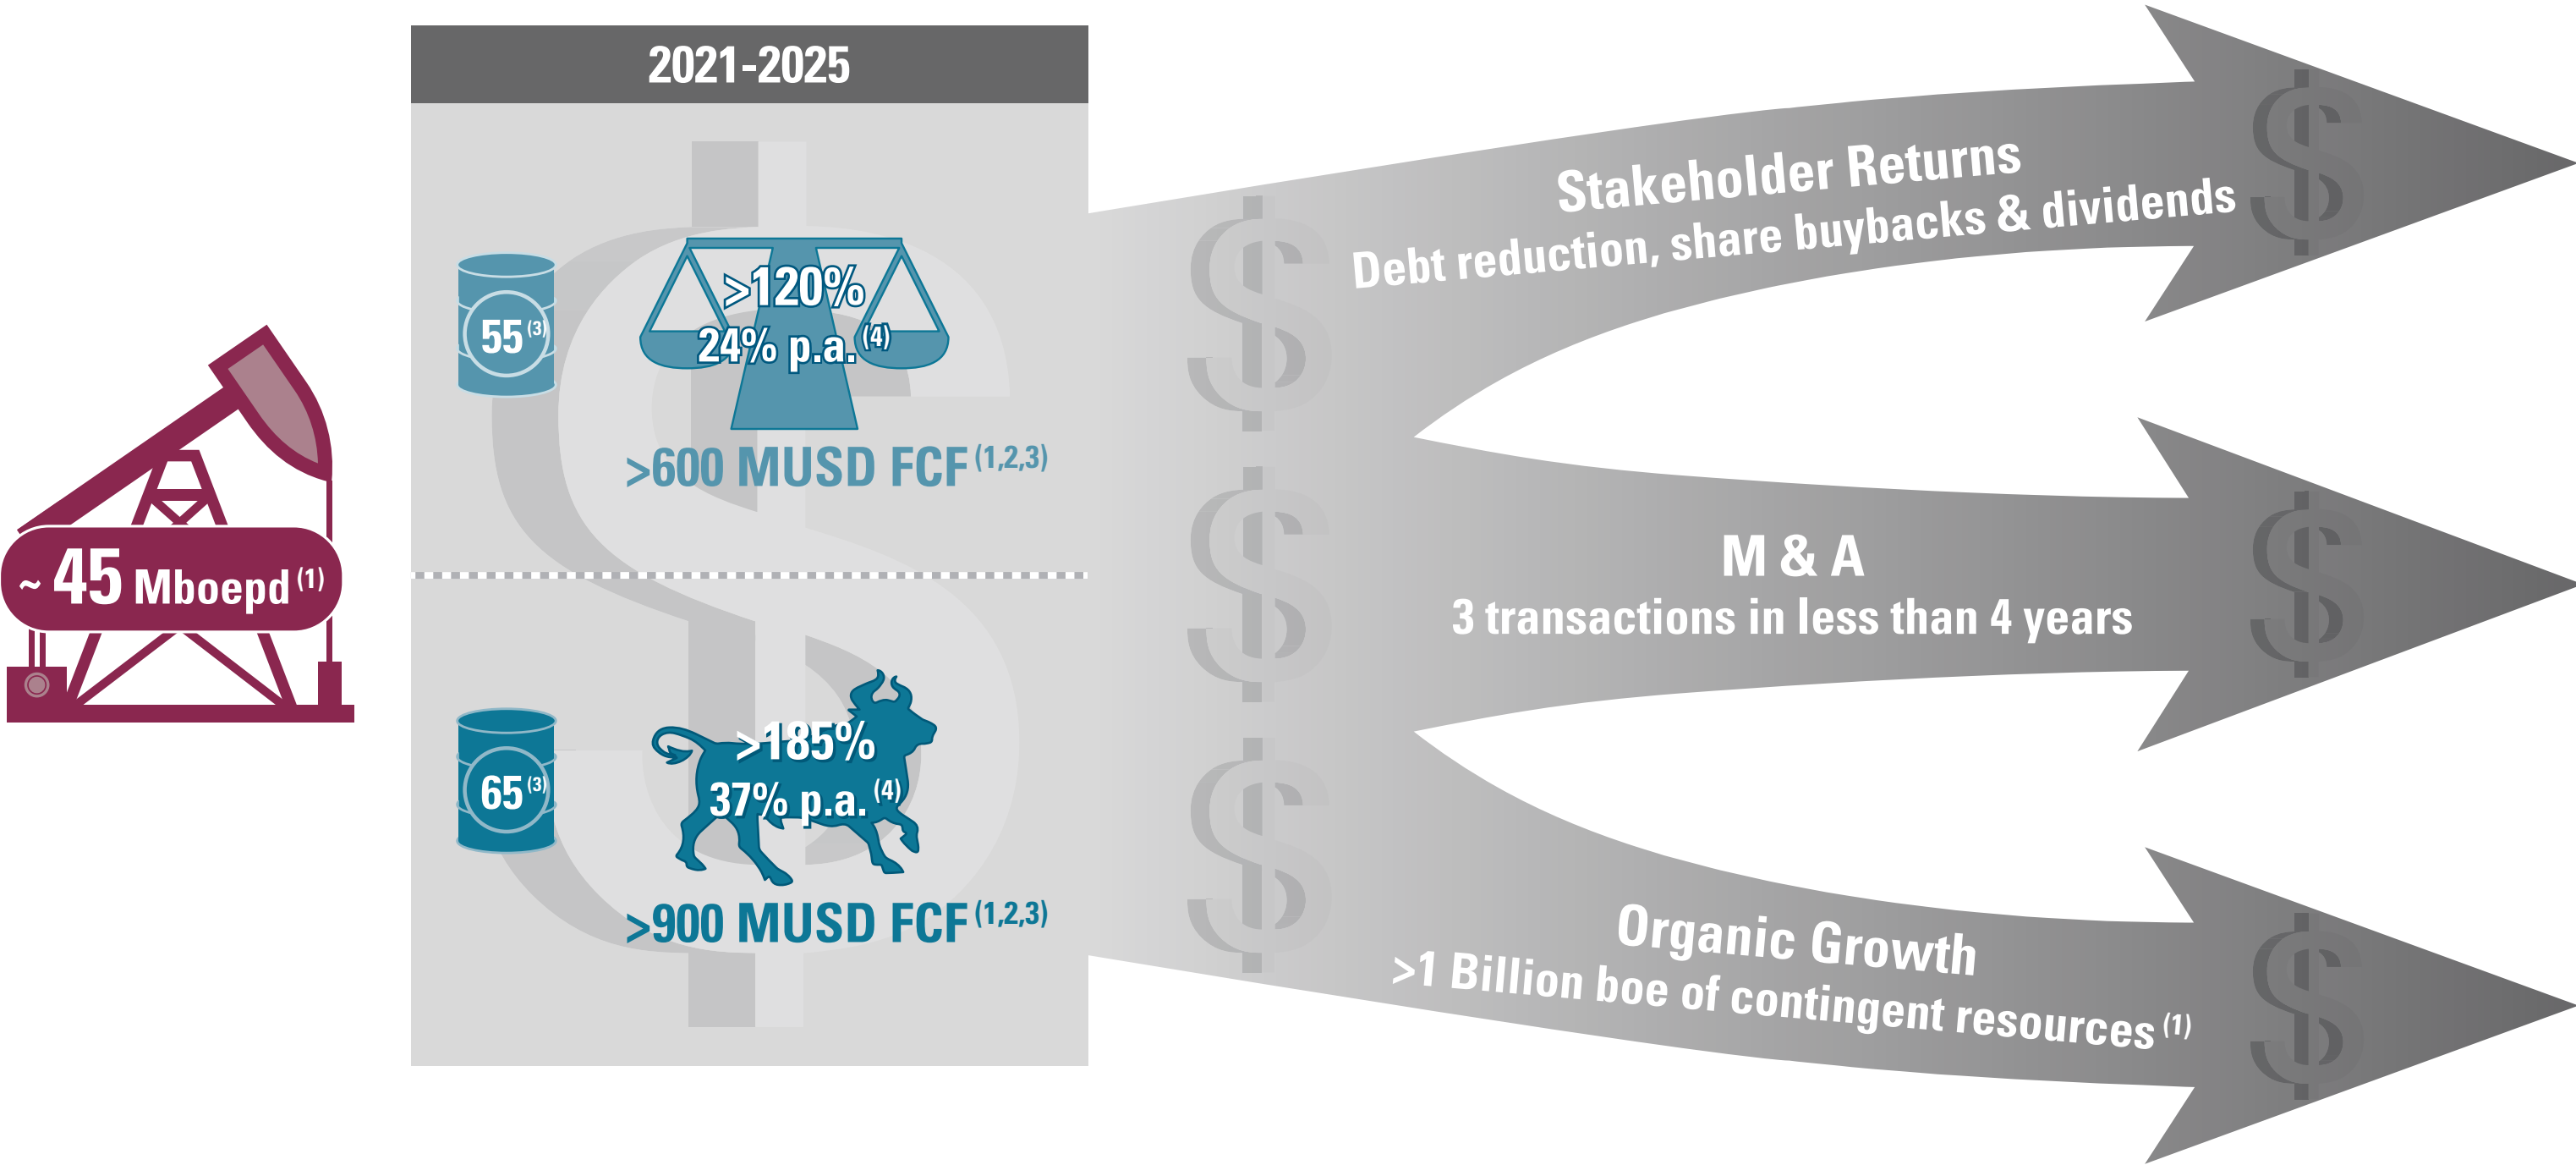 ~ 45 Mboepd (1)
2021-2025
55 (3)
>120%
24% p.a. (4)
>600 MUSD FCF (1,2,3)
65 (3)
>185%
37% p.a. (4)
>900 MUSD FCF (1,2,3)
$
$
$
$
Stakeholder Returns
Debt reduction, share buybacks & dividends
$
M & A
3 transactions in less than 4 years
$
Organic Growth
>1 Billion boe of contingent resources (1)
$